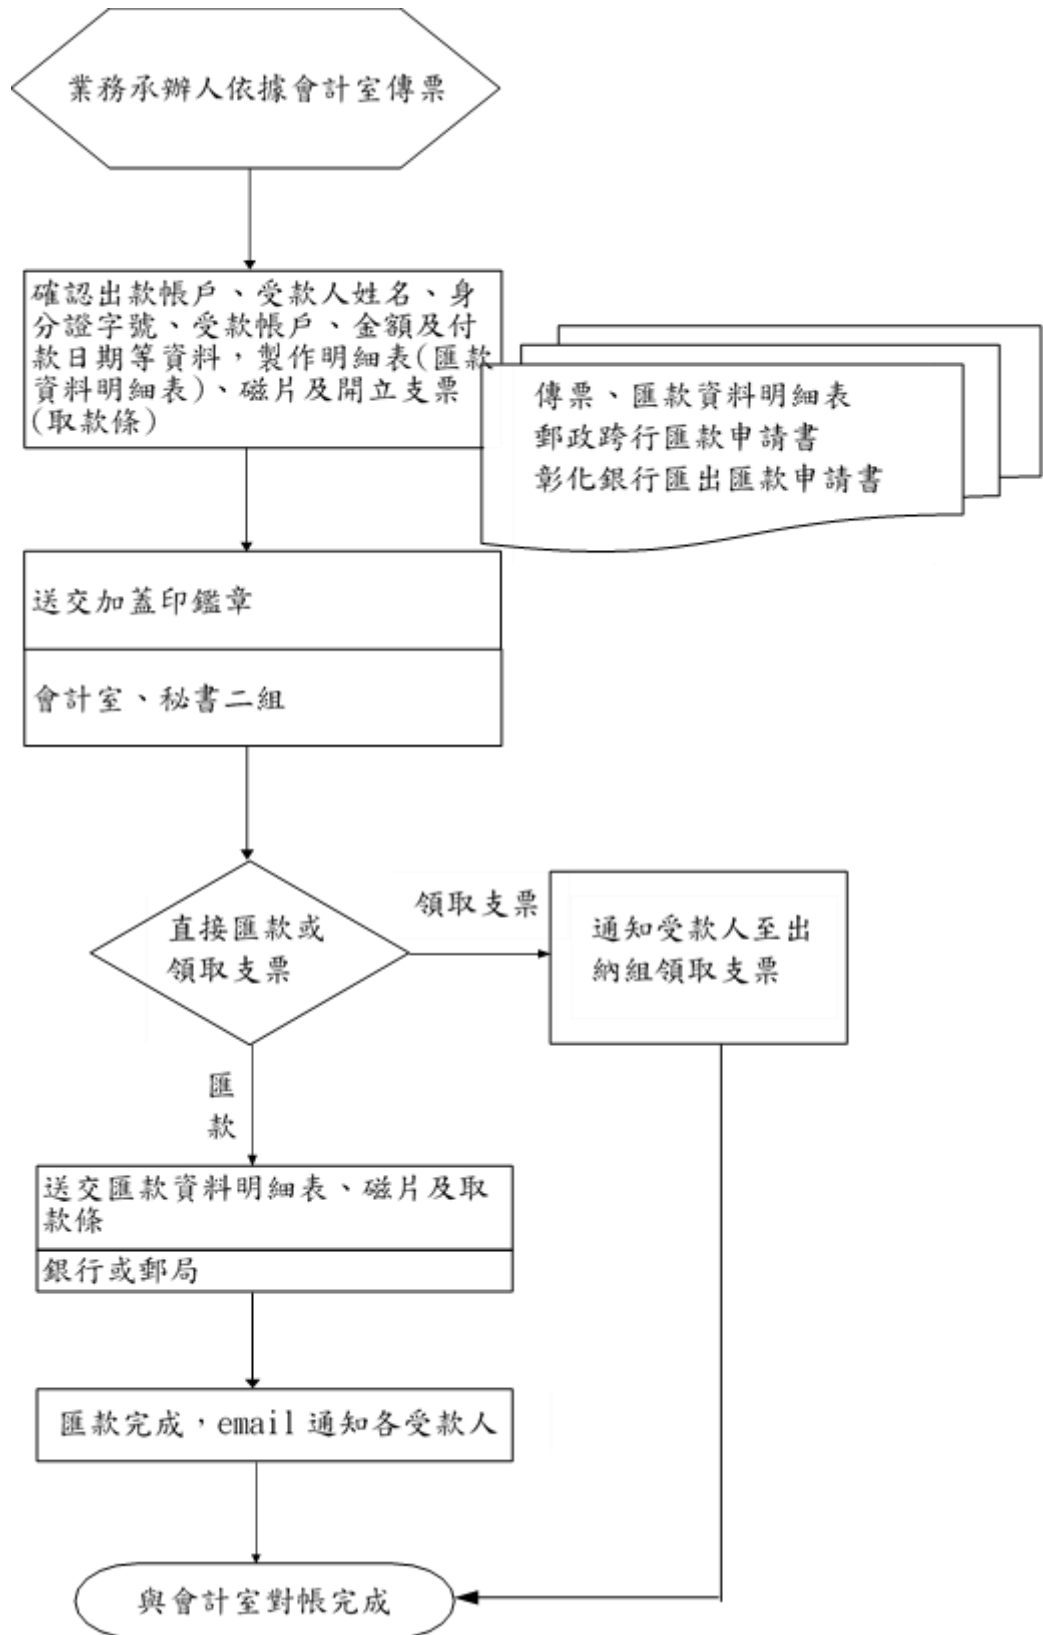 業務承辦人依據會計室傳票
確認出款帳戶、受款人姓名、身
分證字號、受款帳戶、金額及付
款日期等資料，製作明細表(匯款
資料明細表)、磁片及開立支票
(取款條)
傳票、匯款資料明細表
郵政跨行匯款申請書
彰化銀行匯出匯款申請書
送交加蓋印鑑章
會計室、秘書二組
直接匯款或
領取支票
領取支票
通知受款人至出
納組領取支票
匯
款
送交匯款資料明細表、磁片及取
款條
銀行或郵局
匯款完成，email 通知各受款人
與會計室對帳完成